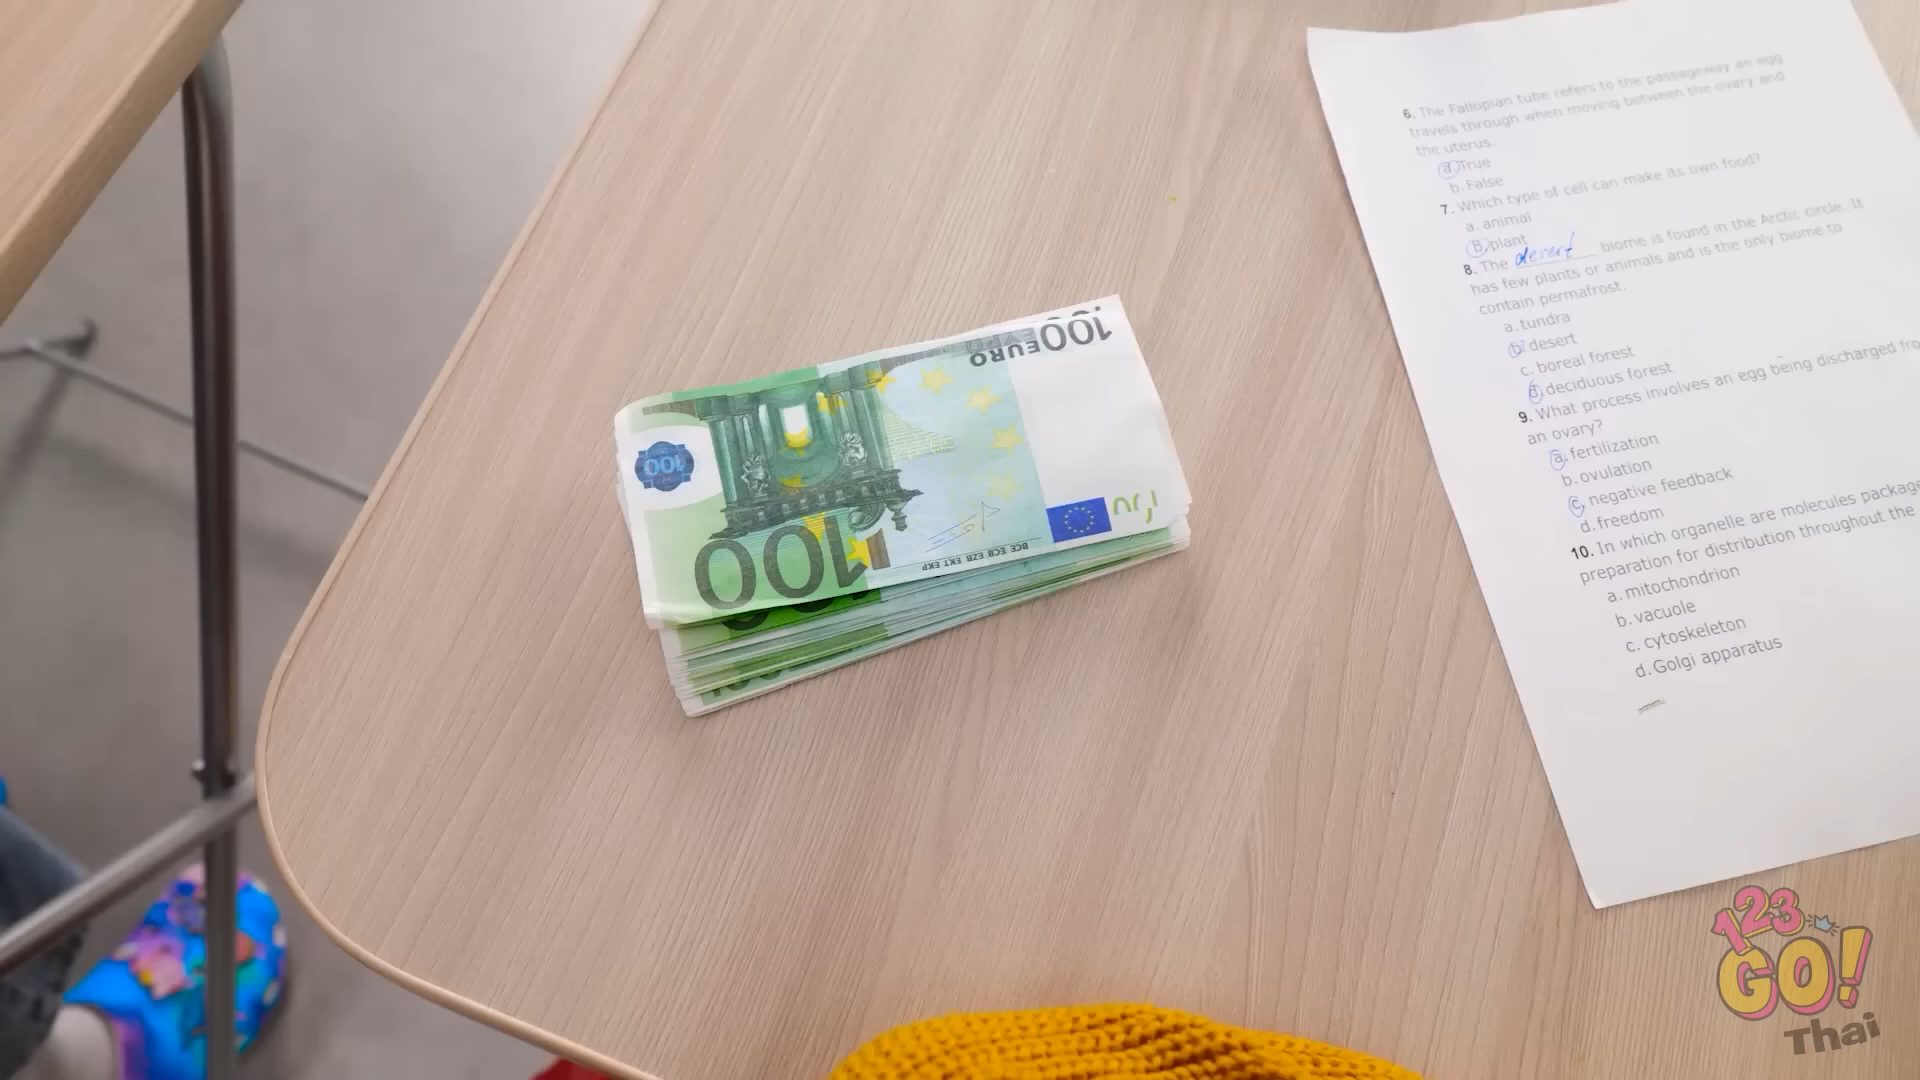 100EURO
100
100
BCE ECB EZB EKT EKP
100
6. The Fallopian tube refers to the passageway an egg
travels through when moving between the ovary and
the uterus.
a. True
b. False
7. Which type of cell can make its own food?
a. animal
B. plant
8. The desert biome is found in the Arctic circle. It
has few plants or animals and is the only biome to
contain permafrost.
a. tundra
b. desert
c. boreal forest
d. deciduous forest
9. What process involves an egg being discharged
an ovary?
a. fertilization
b. ovulation
c. negative feedback
d. freedom
10. In which organelle are molecules
preparation for distribution throughout the
a. mitochondrion
b. vacuole
c. cytoskeleton
d. Golgi apparatus
123
GO!
Thai